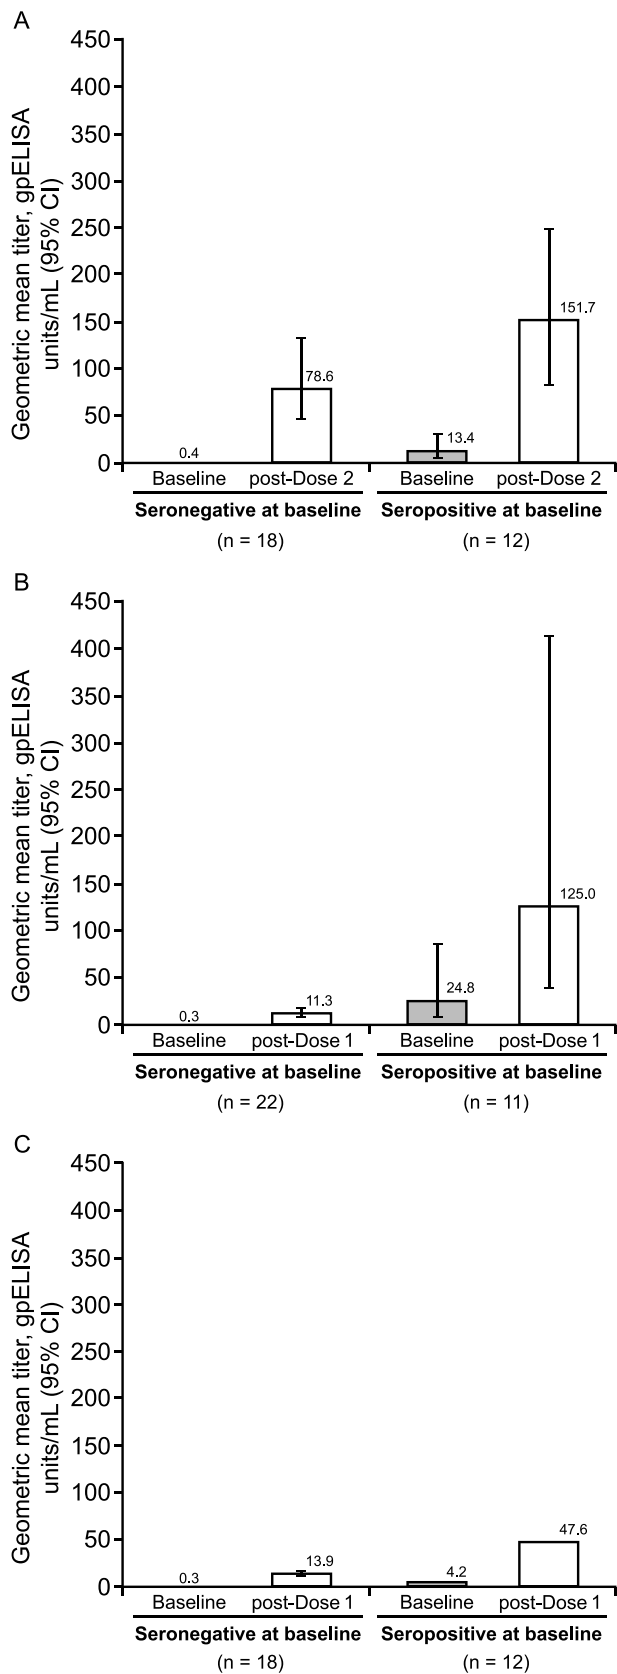 A
Geometric mean titer, gpELISA
units/mL (95% CI)
450
400
350
300
250
200
150
100
50
0
0.4
78.6
13.4
151.7
Baseline post-Dose 2 Baseline post-Dose 2
Seronegative at baseline Seropositive at baseline
(n = 18) (n = 12)
B
Geometric mean titer, gpELISA
units/mL (95% CI)
450
400
350
300
250
200
150
100
50
0
0.3
11.3
24.8
125.0
Baseline post-Dose 1 Baseline post-Dose 1
Seronegative at baseline Seropositive at baseline
(n = 22) (n = 11)
C
Geometric mean titer, gpELISA
units/mL (95% CI)
450
400
350
300
250
200
150
100
50
0
0.3
13.9
4.2
47.6
Baseline post-Dose 1 Baseline post-Dose 1
Seronegative at baseline Seropositive at baseline
(n = 18) (n = 12)